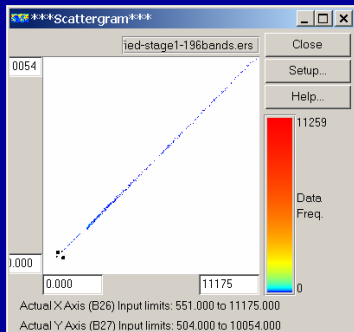 ***Scattergram***
ied-stage1-196bands.ers
Close
0054
Setup...
Help...
11259
Data
Freq.
0
0.000
0.000
11175
Actual X Axis (B26) Input limits: 551.000 to 11175.000
Actual Y Axis (B27) Input limits: 504.000 to 10054.000